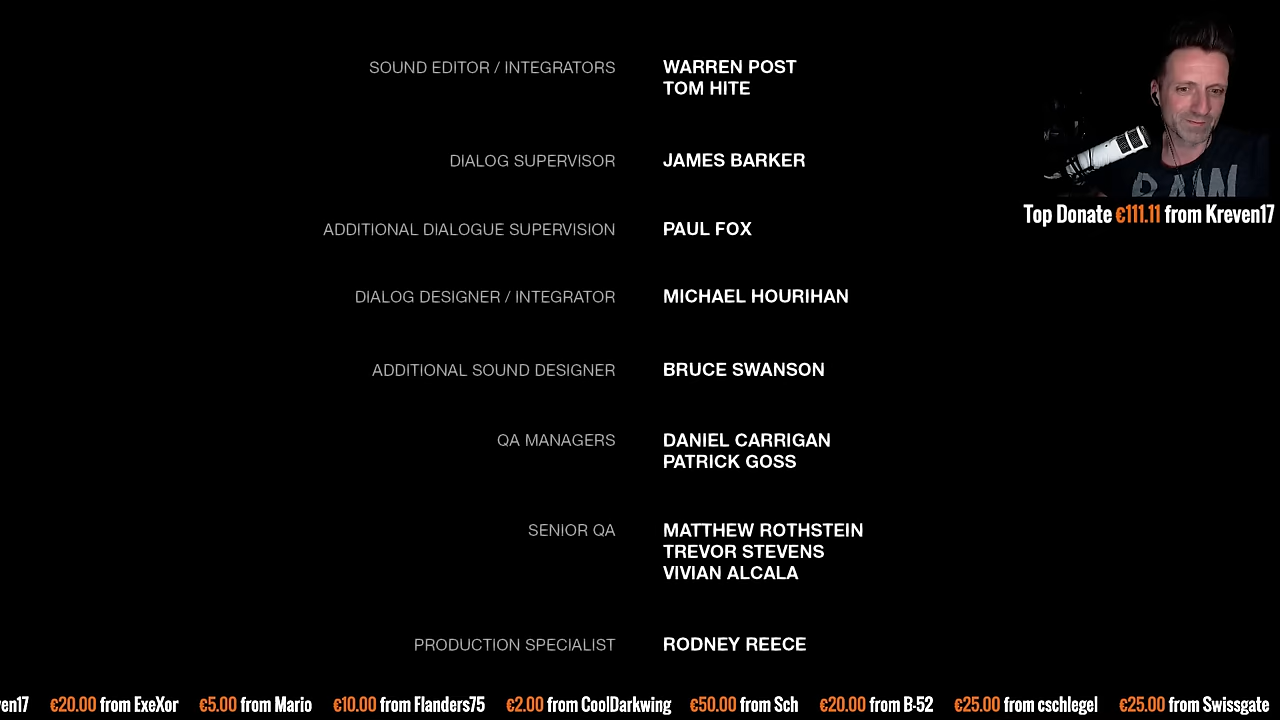 SOUND EDITOR / INTEGRATORS WARREN POST
TOM HITE
DIALOG SUPERVISOR JAMES BARKER
ADDITIONAL DIALOGUE SUPERVISION PAUL FOX
DIALOG DESIGNER / INTEGRATOR MICHAEL HOURIHAN
ADDITIONAL SOUND DESIGNER BRUCE SWANSON
QA MANAGERS DANIEL CARRIGAN
PATRICK GOSS
SENIOR QA MATTHEW ROTHSTEIN
TREVOR STEVENS
VIVIAN ALCALA
PRODUCTION SPECIALIST RODNEY REECE
Top Donate €111.11 from Kreven17
ven17 €20.00 from ExeXor €5.00 from Mario €10.00 from Flanders75 €2.00 from CoolDarkwing €50.00 from Sch €20.00 from B-52 €25.00 from cschlegel €25.00 from Swissgate